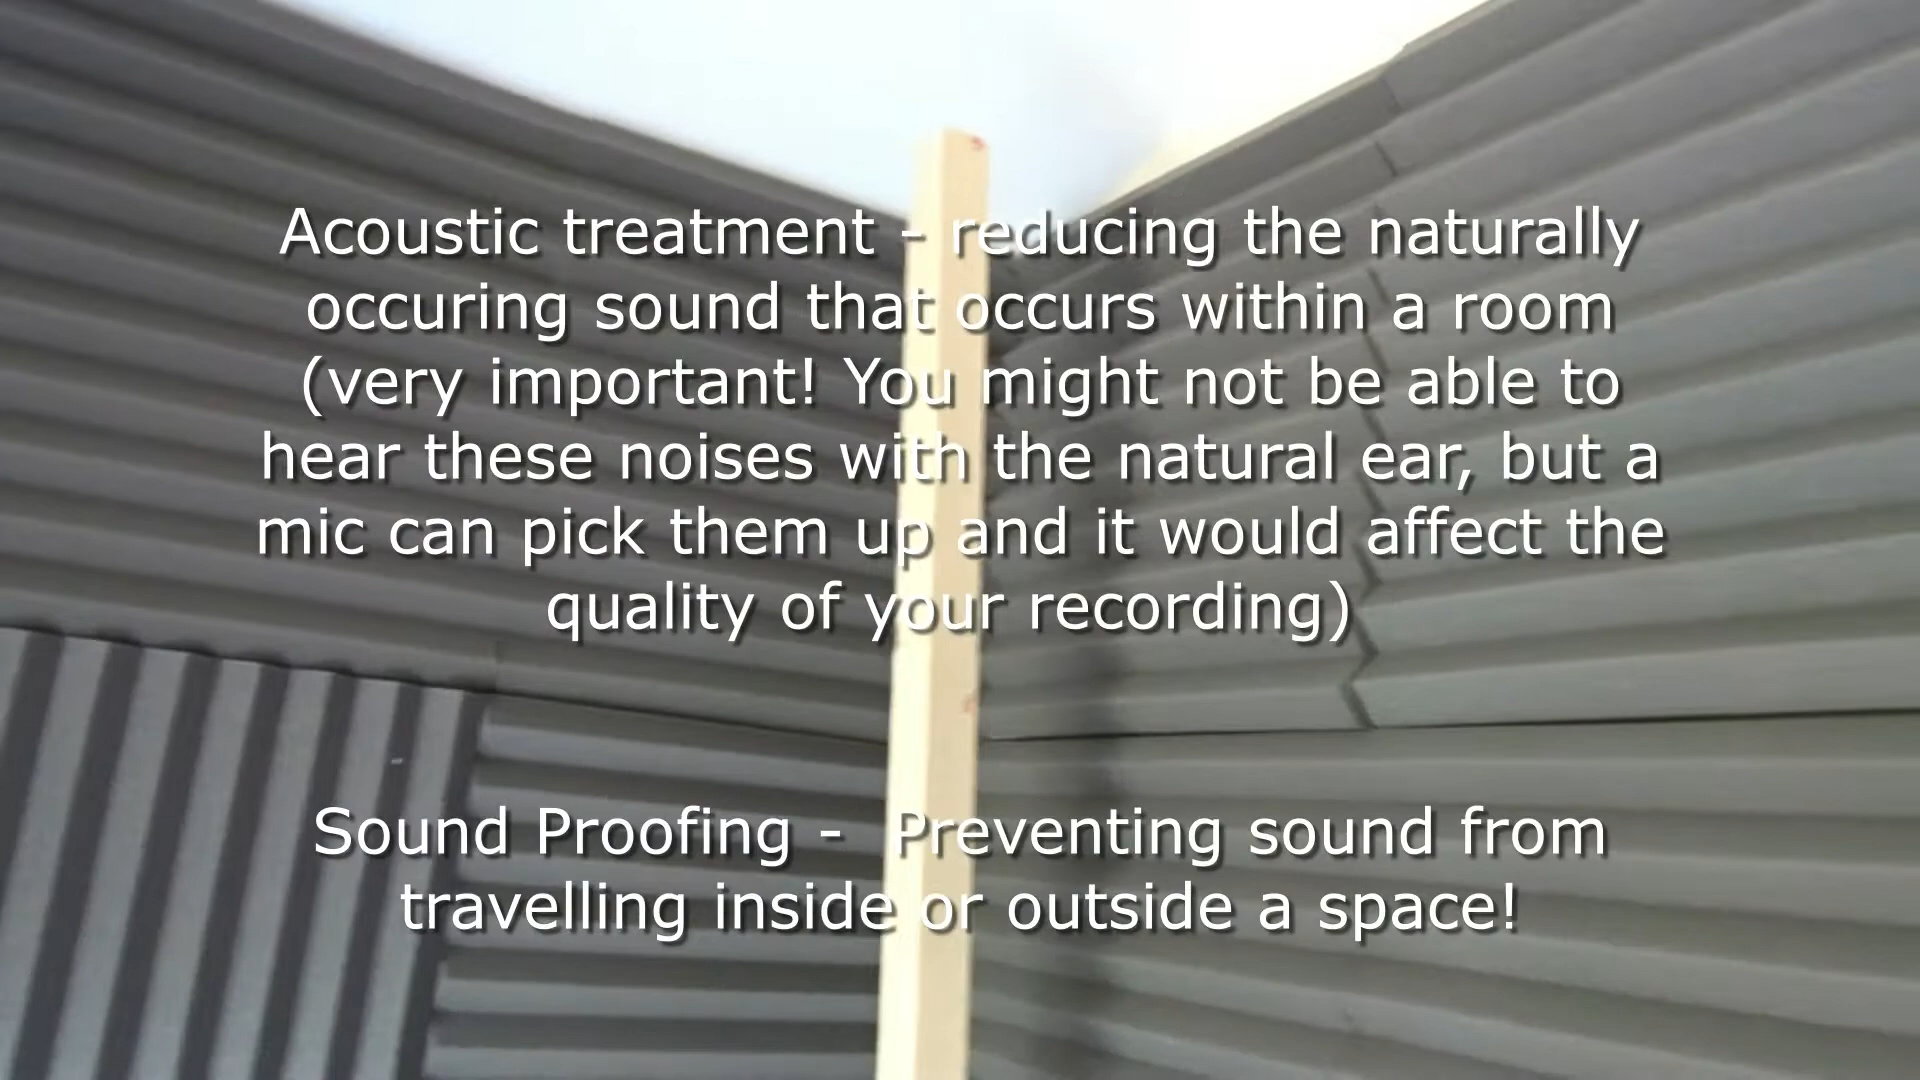 Acoustic treatment - reducing the naturally
occuring sound that occurs within a room
(very important! You might not be able to
hear these noises with the natural ear, but a
mic can pick them up and it would affect the
quality of your recording)
Sound Proofing -  Preventing sound from
travelling inside or outside a space!